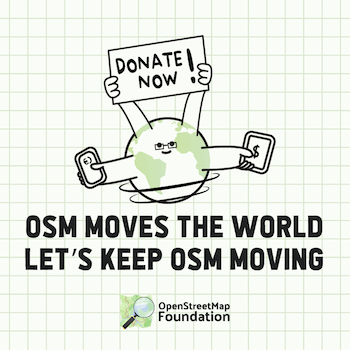 DONATE
NOW!
€
$
OSM MOVES THE WORLD
LET'S KEEP OSM MOVING
OpenStreetMap
Foundation